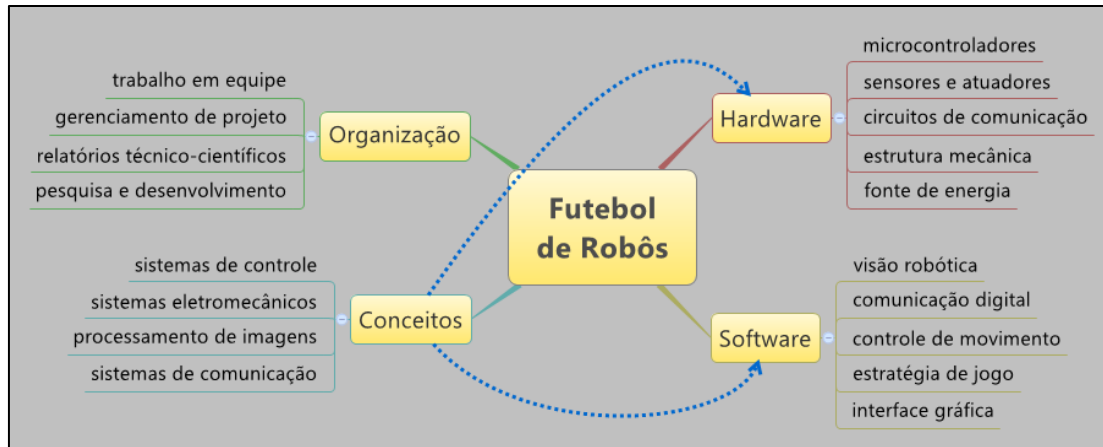 trabalho em equipe
gerenciamento de projeto
relatórios técnico-científicos
pesquisa e desenvolvimento
Organização
sistemas de controle
sistemas eletromecânicos
processamento de imagens
sistemas de comunicação
Conceitos
Futebol
de Robôs
Hardware
microcontroladores
sensores e atuadores
circuitos de comunicação
estrutura mecânica
fonte de energia
Software
visão robótica
comunicação digital
controle de movimento
estratégia de jogo
interface gráfica